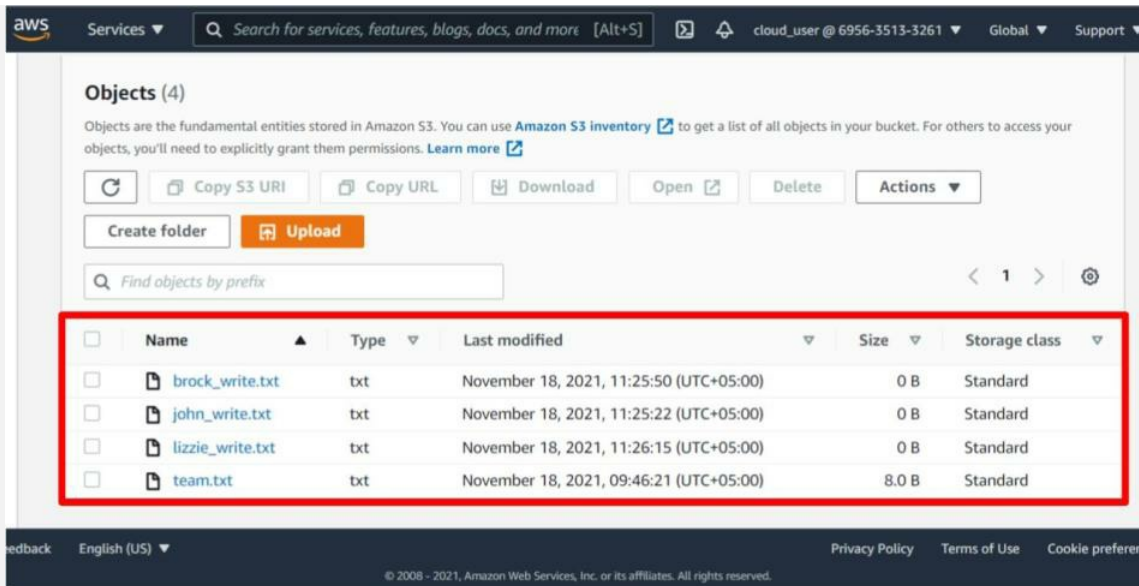 aws
Services ▼ Search for services, features, blogs, docs, and more [Alt+S] cloud_user @ 6956-3513-3261 ▼ Global ▼ Support ▼
Objects (4)
Objects are the fundamental entities stored in Amazon S3. You can use Amazon S3 inventory to get a list of all objects in your bucket. For others to access your
objects, you'll need to explicitly grant them permissions. Learn more
Copy S3 URI Copy URL Download Open Delete Actions ▼
Create folder Upload
Find objects by prefix < 1 >
Name ▲ Type ▽ Last modified ▽ Size ▽ Storage class ▽
brock_write.txt txt November 18, 2021, 11:25:50 (UTC+05:00) 0 B Standard
john_write.txt txt November 18, 2021, 11:25:22 (UTC+05:00) 0 B Standard
lizzie_write.txt txt November 18, 2021, 11:26:15 (UTC+05:00) 0 B Standard
team.txt txt November 18, 2021, 09:46:21 (UTC+05:00) 8.0 B Standard
edback English (US) ▼ Privacy Policy Terms of Use Cookie preferer
© 2008 - 2021, Amazon Web Services, Inc. or its affiliates. All rights reserved.